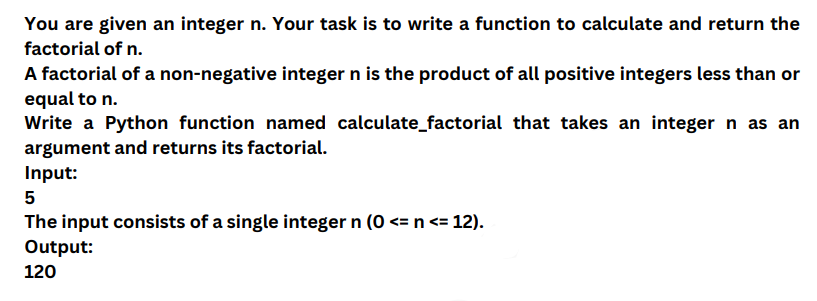 You are given an integer n. Your task is to write a function to calculate and return the
factorial of n.
A factorial of a non-negative integer n is the product of all positive integers less than or
equal to n.
Write a Python function named calculate_factorial that takes an integer n as an
argument and returns its factorial.
Input:
5
The input consists of a single integer n (0 <= n <= 12).
Output:
120